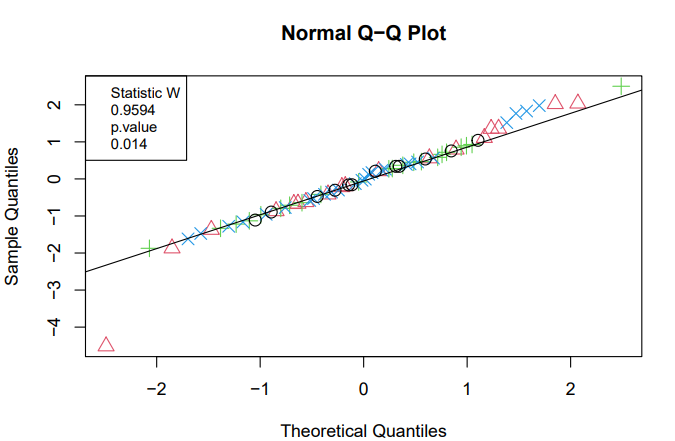 Normal Q−Q Plot
Statistic W
0.9594
p.value
0.014
Sample Quantiles
2
1
0
−1
−2
−3
−4
−2
−1
0
1
2
Theoretical Quantiles